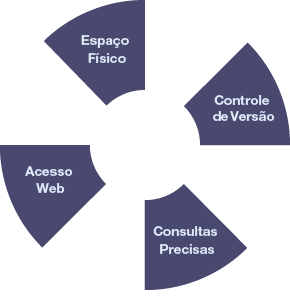 Espaço
Físico
Controle
de Versão
Acesso
Web
Consultas
Precisas